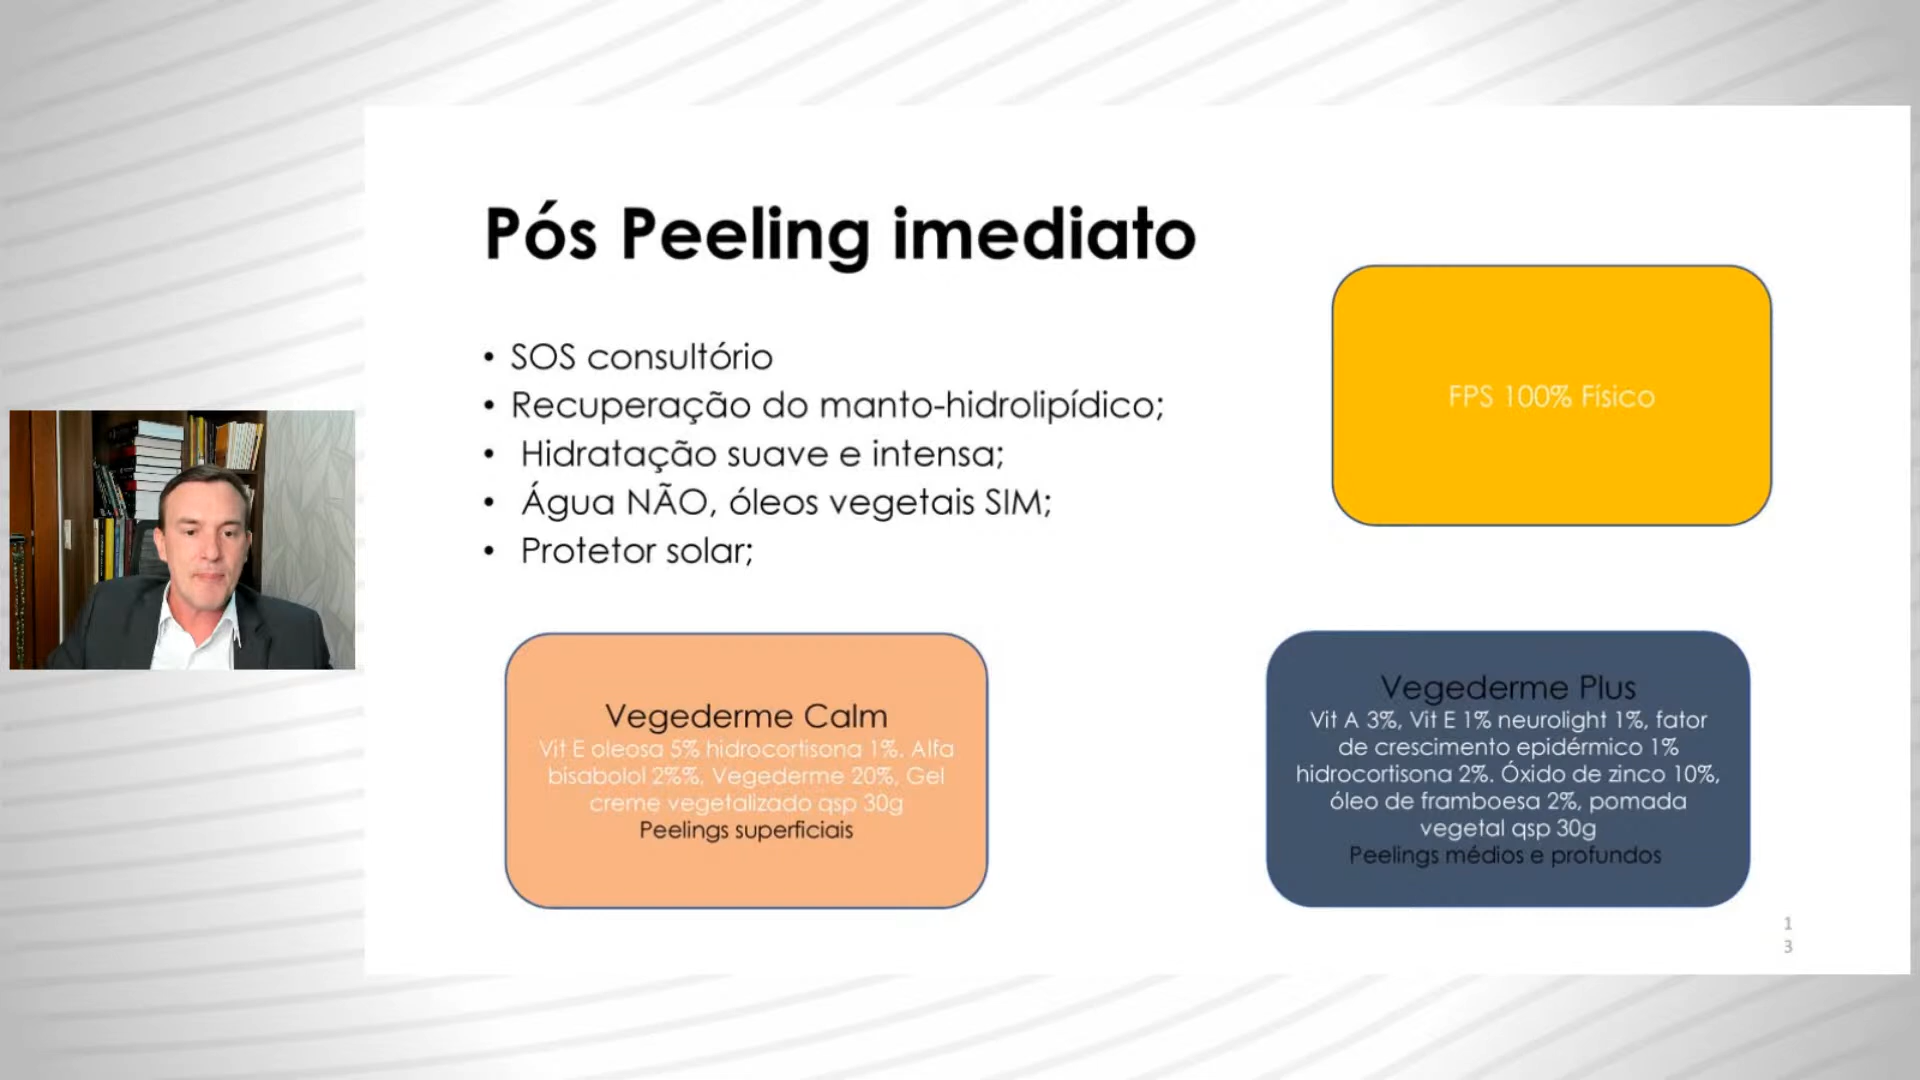 Pós Peeling imediato
• SOS consultório
• Recuperação do manto-hidrolipídico;
• Hidratação suave e intensa;
• Água NÃO, óleos vegetais SIM;
• Protetor solar;
FPS 100% Físico
Vegederme Calm
Vit E oleosa 5% hidrocortisona 1%. Alfa
bisabolol 2%%, Vegederme 20%, Gel
creme vegetalizado qsp 30g
Peelings superficiais
Vegederme Plus
Vit A 3%, Vit E 1% neurolight 1%, fator
de crescimento epidérmico 1%
hidrocortisona 2%. Óxido de zinco 10%,
óleo de framboesa 2%, pomada
vegetal qsp 30g
Peelings médios e profundos
1
3